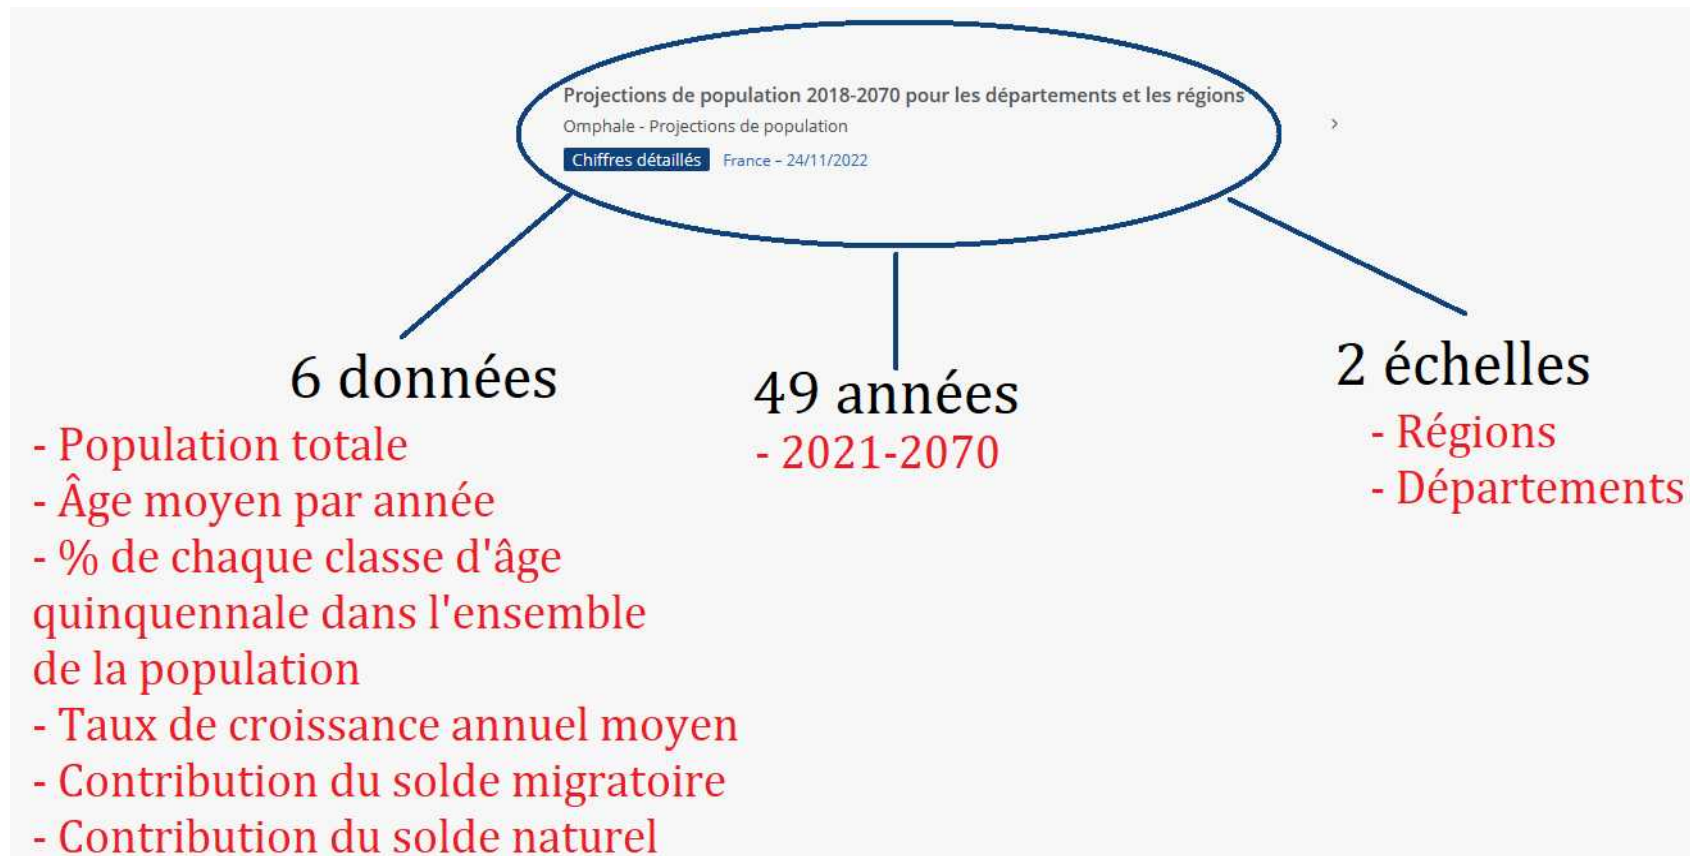 Projections de population 2018-2070 pour les départements et les régions
Omphale - Projections de population
Chiffres détaillés France – 24/11/2022
6 données
- Population totale
- Âge moyen par année
- % de chaque classe d'âge
quinquennale dans l'ensemble
de la population
- Taux de croissance annuel moyen
- Contribution du solde migratoire
- Contribution du solde naturel
49 années
- 2021-2070
2 échelles
- Régions
- Départements